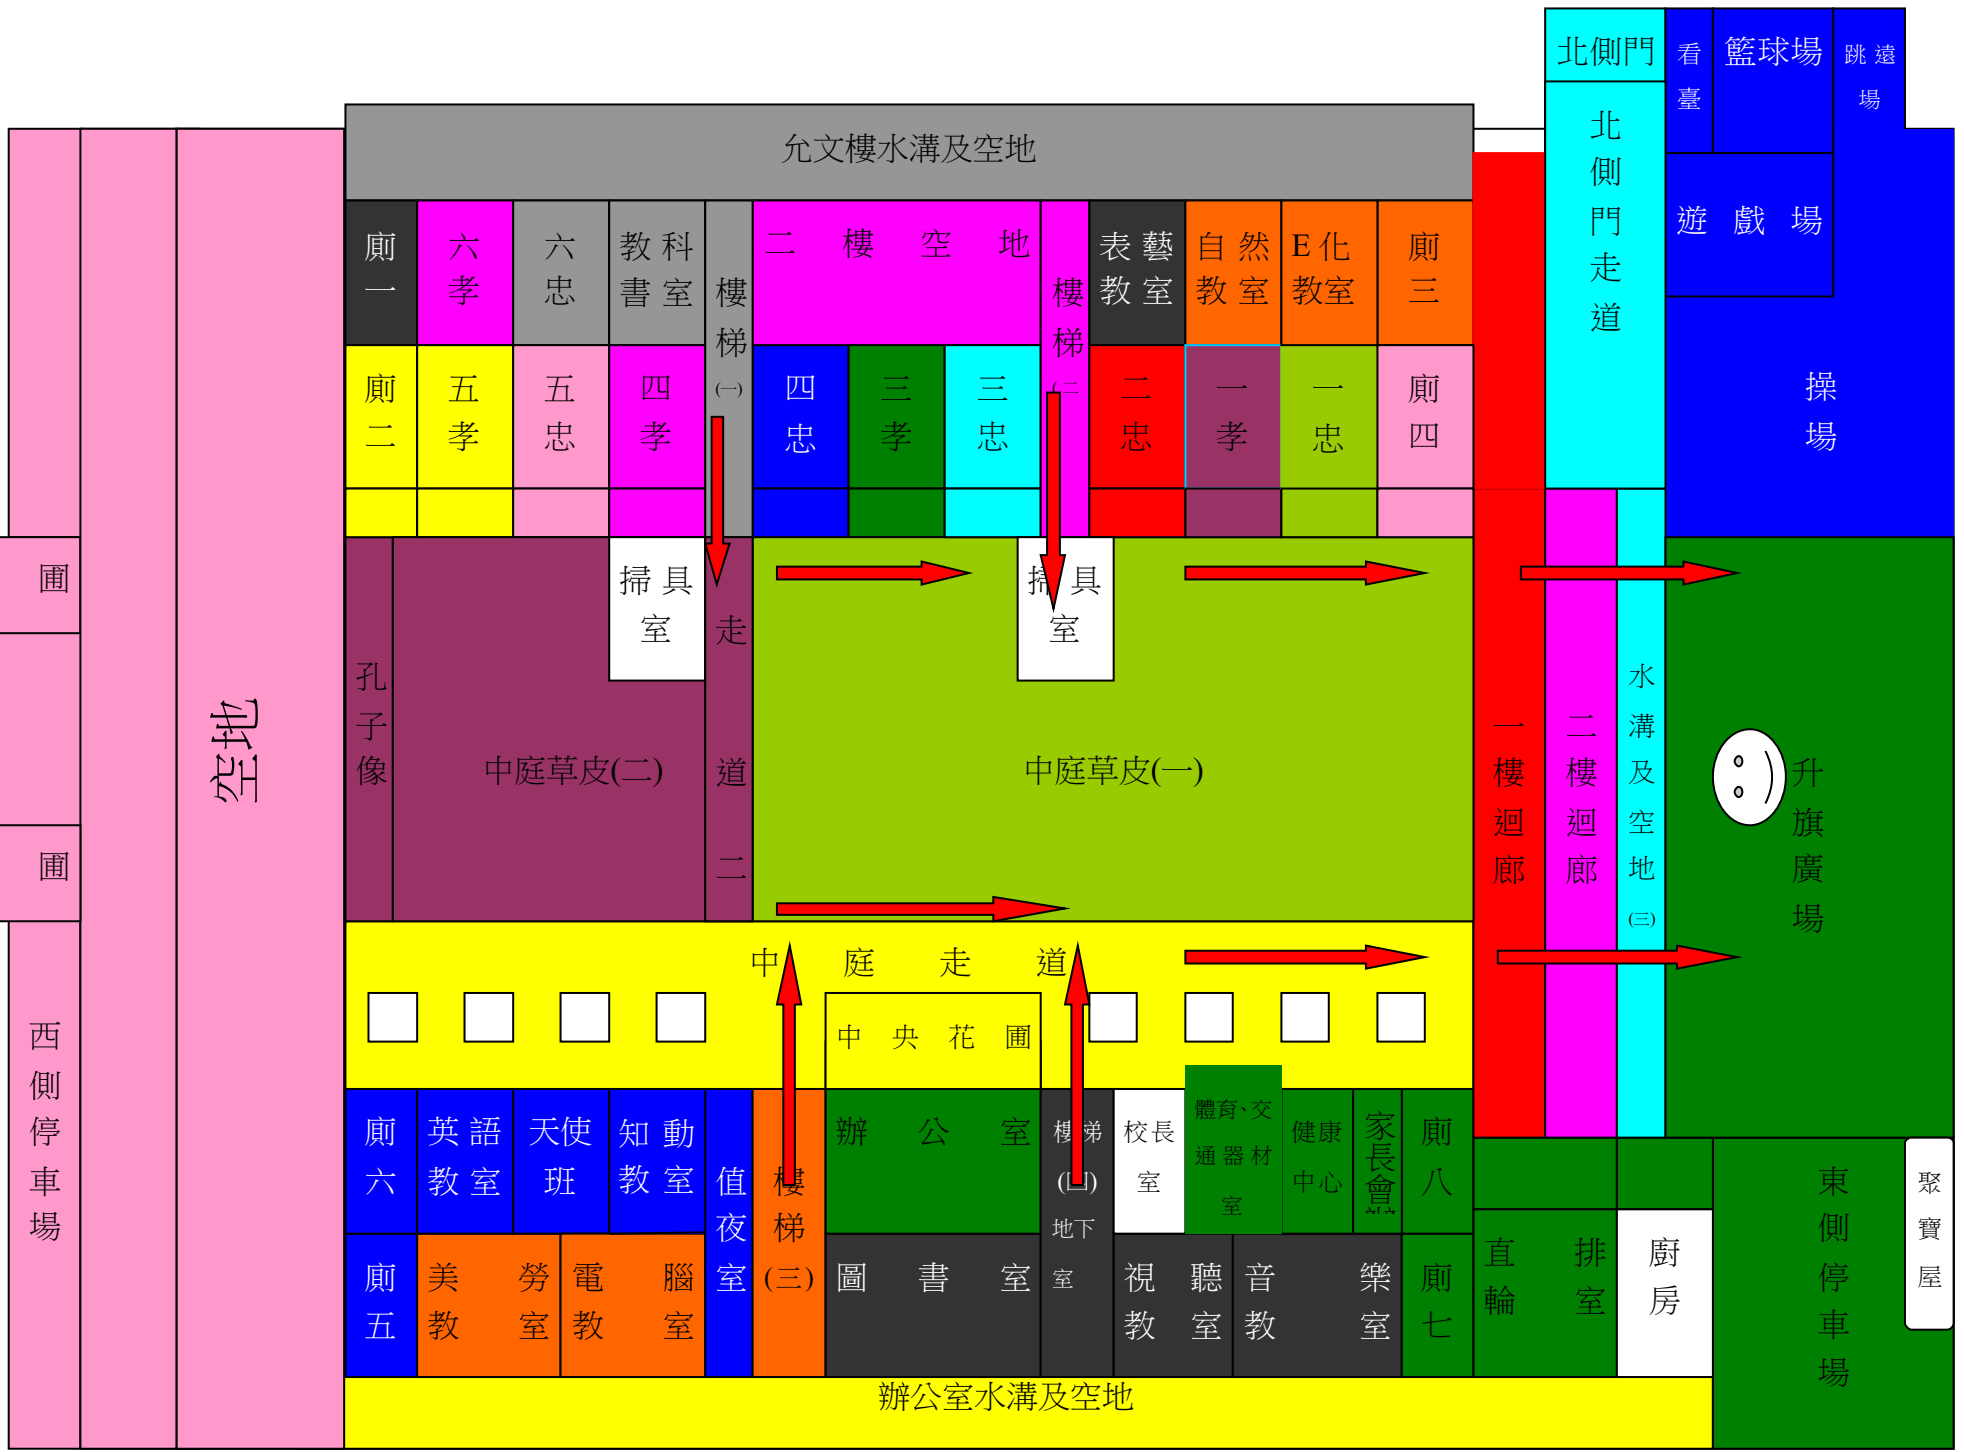 北側門
看臺
籃球場
跳遠場
允文樓水溝及空地
北側門走道
遊戲場
操場
廁一
六孝
六忠
教科書室
樓梯(一)
二樓空地
樓梯(二
表藝教室
自然教室
E化教室
廁三
廁二
五孝
五忠
四孝
四忠
三孝
三忠
二忠
一孝
一忠
廁四
圃
空地
圃
西側停車場
孔子像
中庭草皮(二)
掃具室
走道二
中庭草皮(一)
掃具室
一樓迴廊
二樓迴廊
水溝及空地(三)
升旗廣場
中庭走道
中央花圃
廁六
英語教室
天使班
知動教室
值夜室
樓梯(三)
辦公室
樓梯(四)地下室
校長室
體育、交通器材室
健康中心
家長會辦
廁八
廁五
美勞教室
電腦教室
圖書室
視聽教室
音樂教室
廁七
直排輪室
廚房
東側停車場
聚寶屋
辦公室水溝及空地